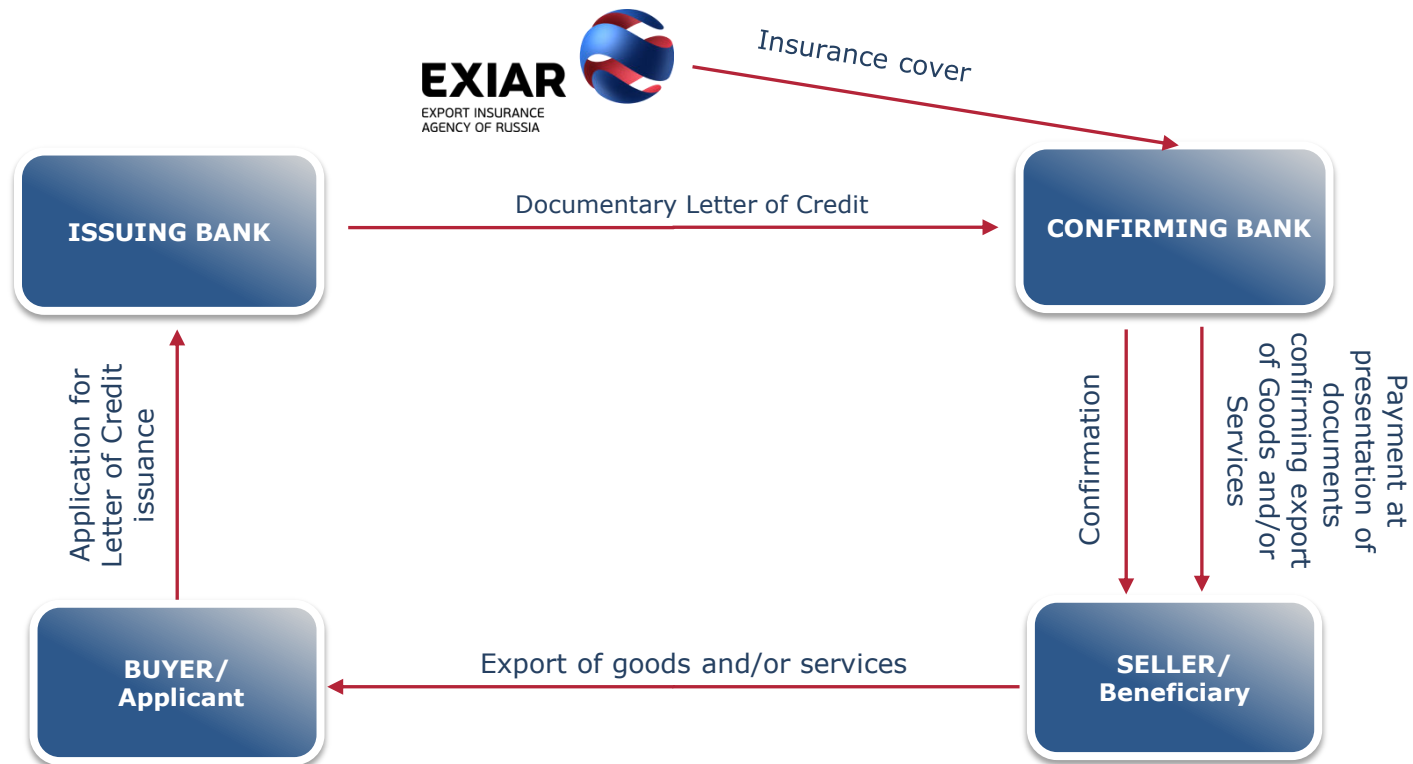 Insurance cover
EXIAR
EXPORT INSURANCE
AGENCY OF RUSSIA
ISSUING BANK
Documentary Letter of Credit
CONFIRMING BANK
Application for
Letter of Credit
issuance
Confirmation
Payment at
presentation of
documents
confirming export
of Goods and/or
Services
BUYER/
Applicant
Export of goods and/or services
SELLER/
Beneficiary